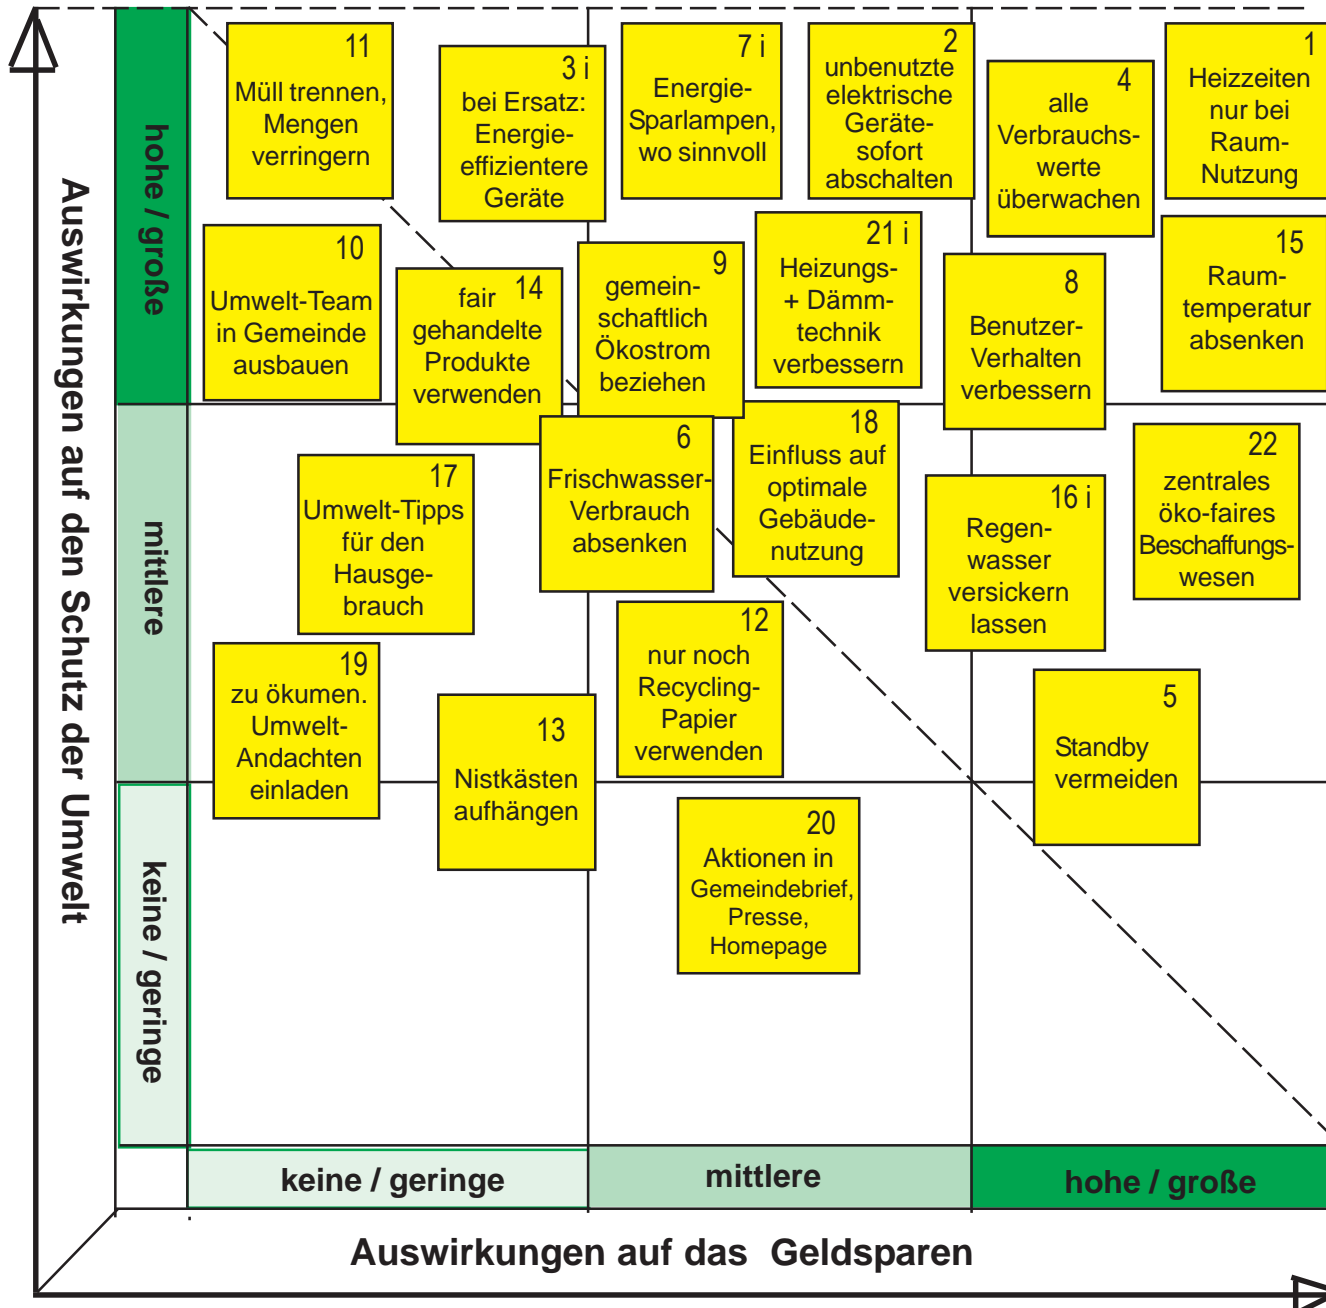 Auswirkungen auf den Schutz der Umwelt
hohe / große
mittlere
keine / geringe
11
Müll trennen,
Mengen
verringern
3 i
bei Ersatz:
Energie-
effizientere
Geräte
7 i
Energie-
Sparlampen,
wo sinnvoll
2
unbenutzte
elektrische
Geräte-
sofort
abschalten
4
alle
Verbrauchs-
werte
überwachen
1
Heizzeiten
nur bei
Raum-
Nutzung
10
Umwelt-Team
in Gemeinde
ausbauen
14
fair
gehandelte
Produkte
verwenden
9
gemein-
schaftlich
Ökostrom
beziehen
21 i
Heizungs-
+ Dämm-
technik
verbessern
8
Benutzer-
Verhalten
verbessern
15
Raum-
temperatur
absenken
17
Umwelt-Tipps
für den
Hausge-
brauch
6
Frischwasser-
Verbrauch
absenken
18
Einfluss auf
optimale
Gebäude-
nutzung
16 i
Regen-
wasser
versickern
lassen
22
zentrales
öko-faires
Beschaffungs-
wesen
19
zu ökumen.
Umwelt-
Andachten
einladen
13
Nistkästen
aufhängen
12
nur noch
Recycling-
Papier
verwenden
5
Standby
vermeiden
20
Aktionen in
Gemeindebrief,
Presse,
Homepage
keine / geringe
mittlere
hohe / große
Auswirkungen auf das Geldsparen